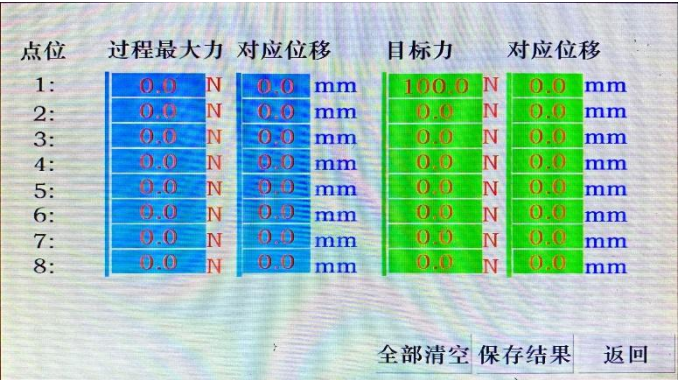 点位 过程最大力 对应位移 目标力 对应位移
1: 0.0 N 0.0 mm 100.0 N 0.0 mm
2: 0.0 N 0.0 mm 0.0 N 0.0 mm
3: 0.0 N 0.0 mm 0.0 N 0.0 mm
4: 0.0 N 0.0 mm 0.0 N 0.0 mm
5: 0.0 N 0.0 mm 0.0 N 0.0 mm
6: 0.0 N 0.0 mm 0.0 N 0.0 mm
7: 0.0 N 0.0 mm 0.0 N 0.0 mm
8: 0.0 N 0.0 mm 0.0 N 0.0 mm
全部清空 保存结果 返回